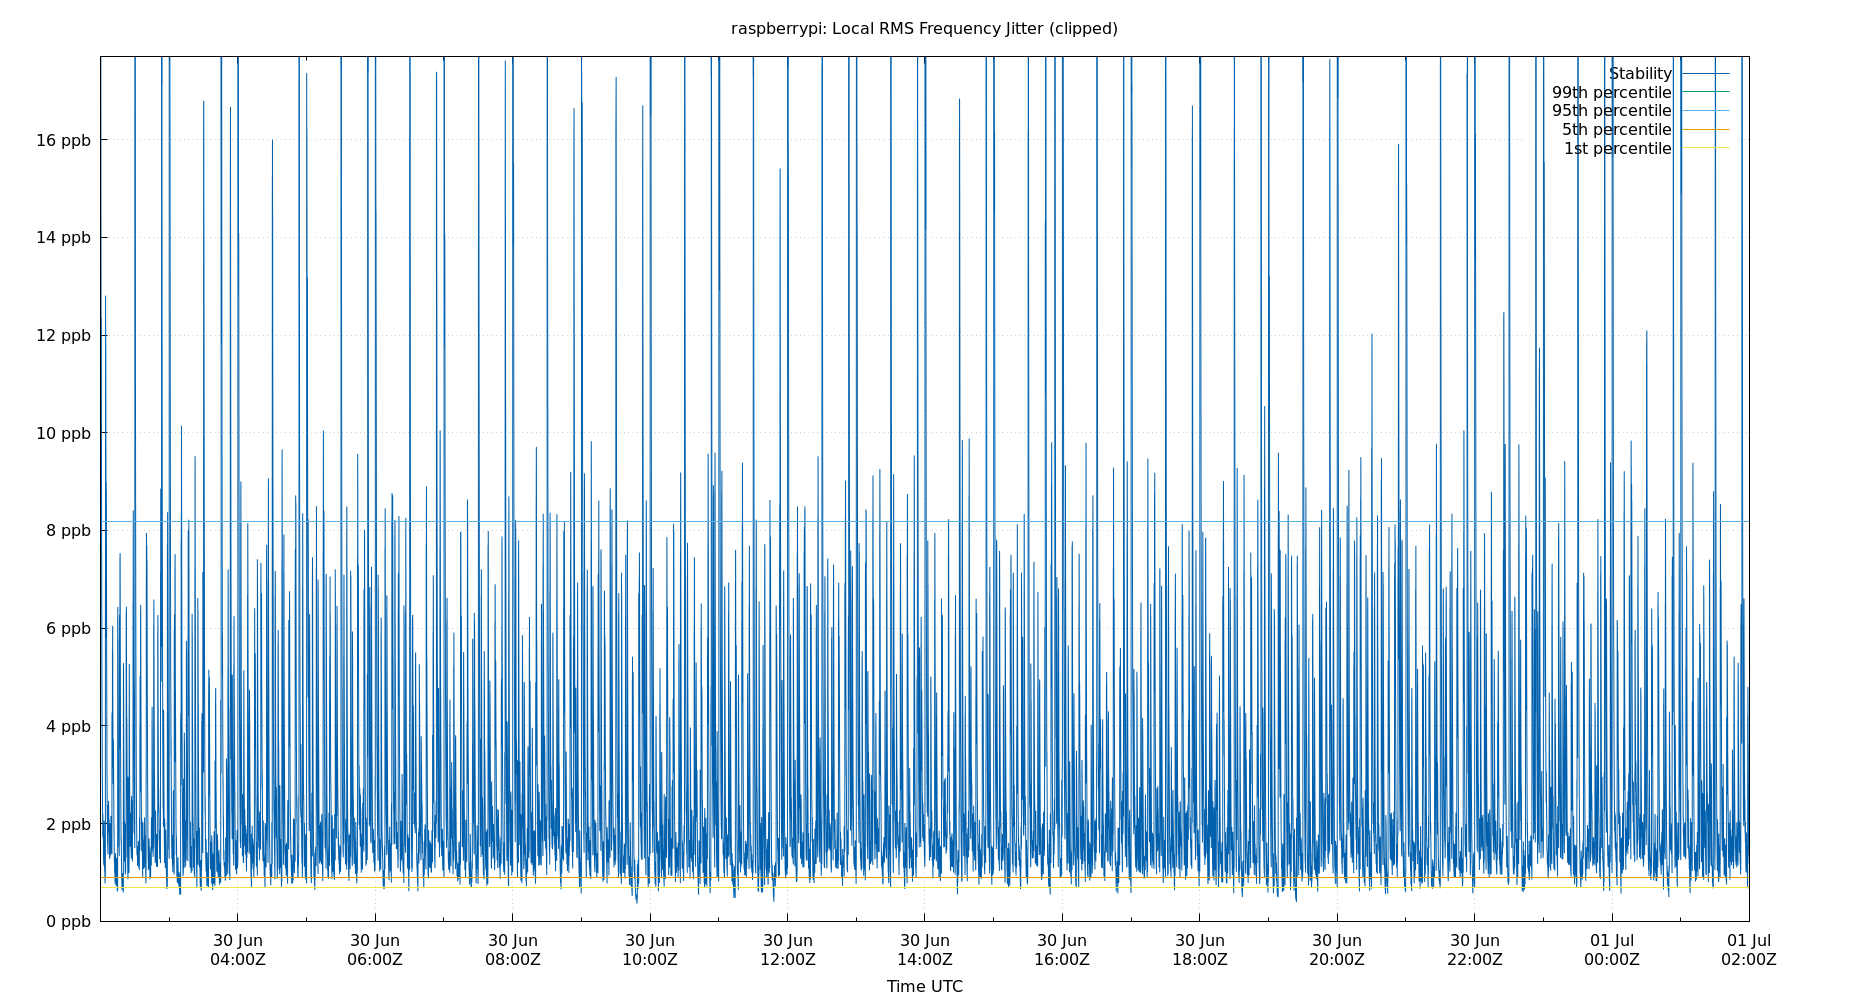 raspberrypi: Local RMS Frequency Jitter (clipped)
Stability
99th percentile
95th percentile
5th percentile
1st percentile
16 ppb
14 ppb
12 ppb
10 ppb
8 ppb
6 ppb
4 ppb
2 ppb
0 ppb
30 Jun 30 Jun 30 Jun 30 Jun 30 Jun 30 Jun 30 Jun 30 Jun 30 Jun 30 Jun 01 Jul 01 Jul
04:00Z 06:00Z 08:00Z 10:00Z 12:00Z 14:00Z 16:00Z 18:00Z 20:00Z 22:00Z 00:00Z 02:00Z
Time UTC